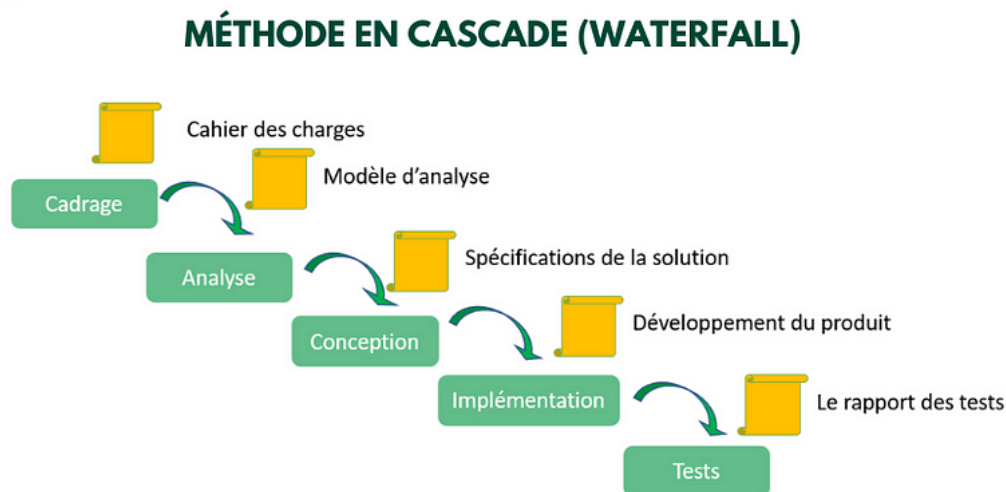 MÉTHODE EN CASCADE (WATERFALL)
Cahier des charges
Modèle d’analyse
Cadrage
Spécifications de la solution
Analyse
Développement du produit
Conception
Implémentation
Le rapport des tests
Tests